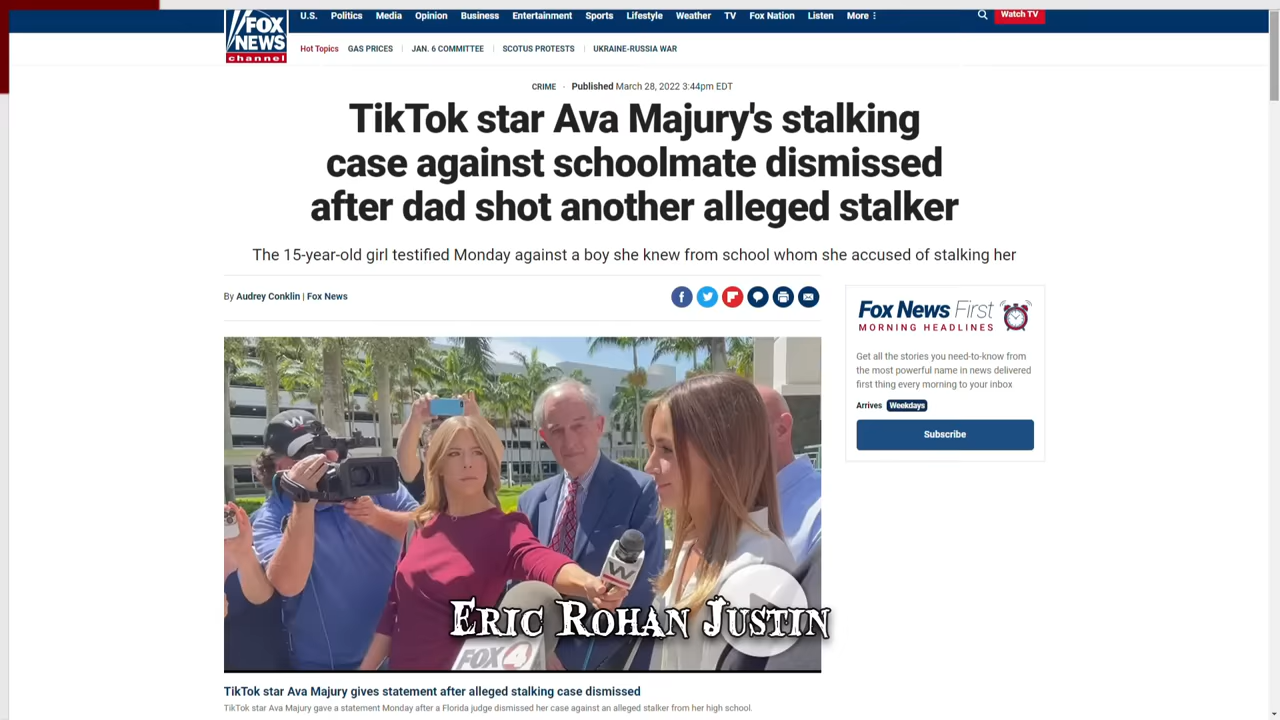 U.S. Politics Media Opinion Business Entertainment Sports Lifestyle Weather TV Fox Nation Listen More Watch TV
FOX
NEWS
channel
Hot Topics GAS PRICES JAN. 6 COMMITTEE SCOTUS PROTESTS UKRAINE-RUSSIA WAR
CRIME · Published March 28, 2022 3:44pm EDT
TikTok star Ava Majury's stalking
case against schoolmate dismissed
after dad shot another alleged stalker
The 15-year-old girl testified Monday against a boy she knew from school whom she accused of stalking her
By Audrey Conklin | Fox News
Fox News First
MORNING HEADLINES
Get all the stories you need-to-know from
the most powerful name in news delivered
first thing every morning to your inbox
Arrives Weekdays
Subscribe
W
W
ERIC ROHAN JUSTIN
FOX 4
TikTok star Ava Majury gives statement after alleged stalking case dismissed
TikTok star Ava Majury gave a statement Monday after a Florida judge dismissed her case against an alleged stalker from her high school.